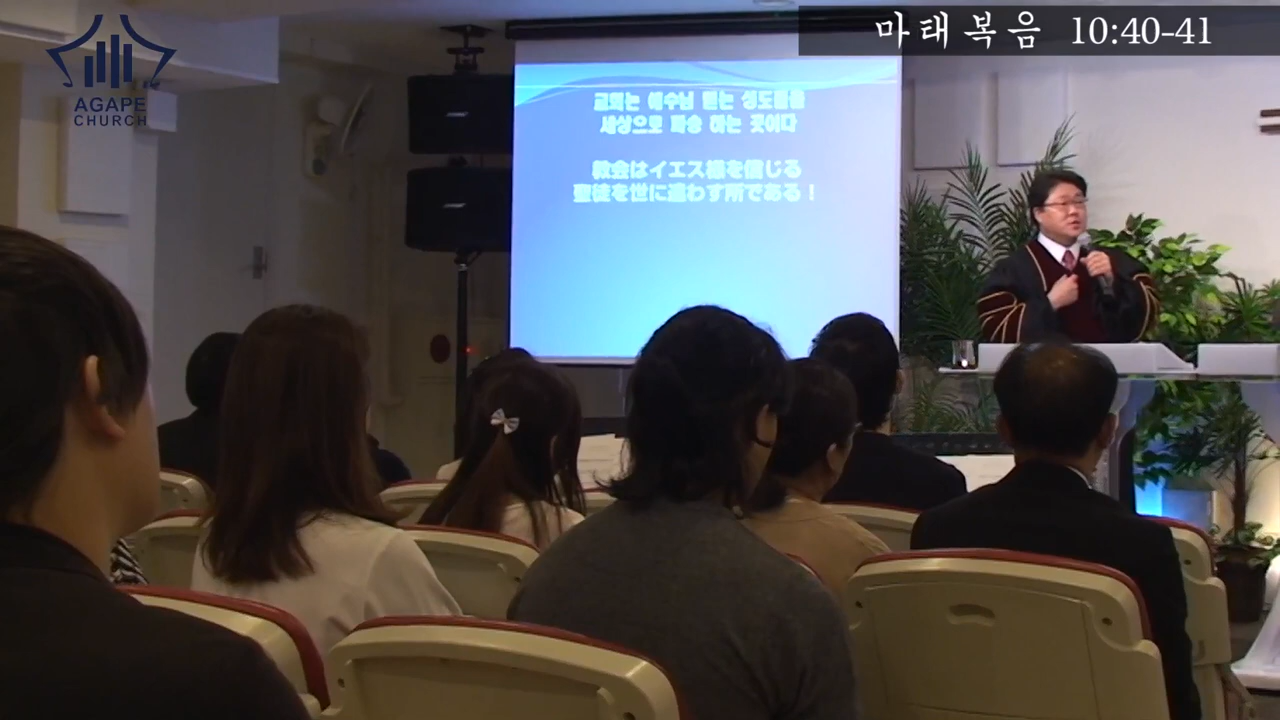 AGAPE
CHURCH
마태복음 10:40-41
교회는 예수님 믿는 성도들을
세상으로 파송 하는 곳이다
教会はイエス様を信じる
聖徒を世に遣わす所である！